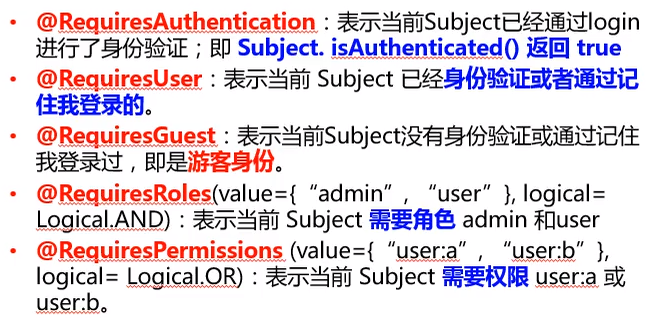 • @RequiresAuthentication：表示当前Subject已经通过login
进行了身份验证；即 Subject. isAuthenticated() 返回 true
• @RequiresUser：表示当前 Subject 已经身份验证或者通过记
住我登录的。
• @RequiresGuest：表示当前Subject没有身份验证或通过记住
我登录过，即是游客身份。
• @RequiresRoles(value={“admin”, “user”}, logical=
Logical.AND)：表示当前 Subject 需要角色 admin 和user
• @RequiresPermissions (value={“user:a”, “user:b”},
logical= Logical.OR)：表示当前 Subject 需要权限 user:a 或
user:b。